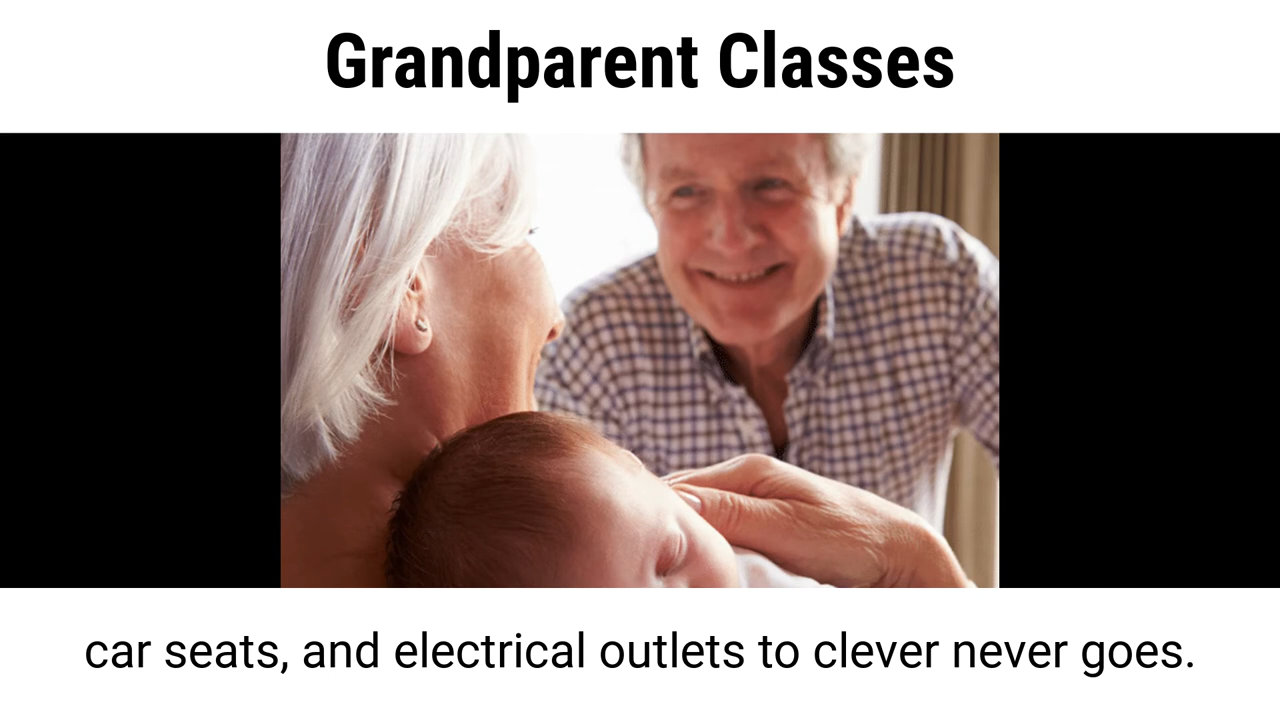 Grandparent Classes
car seats, and electrical outlets to clever never goes.